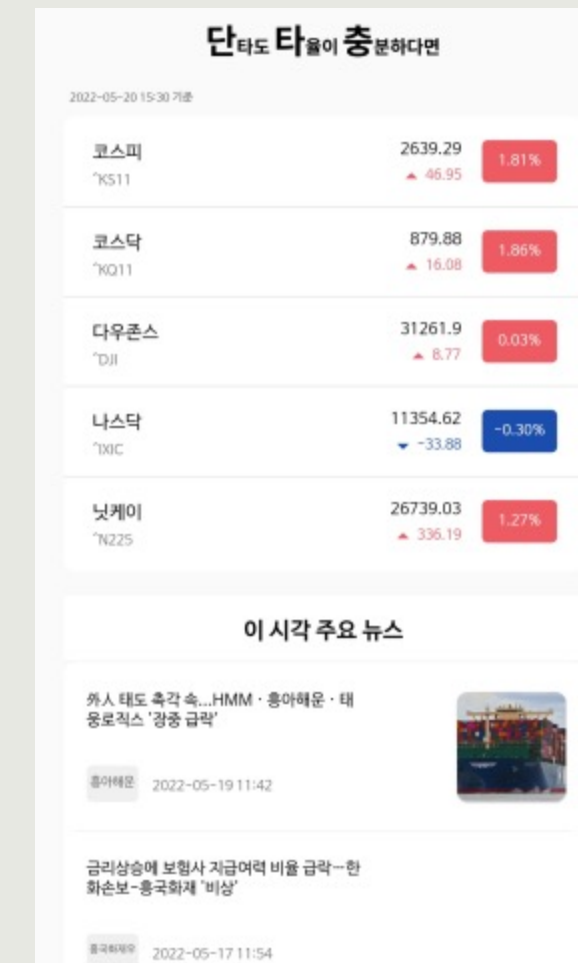 단타도 타율이 충분하다면
2022-05-20 15:30 기준
코스피
2639.29
1.81%
^KS11
▲ 46.95
코스닥
879.88
1.86%
^KQ11
▲ 16.08
다우존스
31261.9
0.03%
^DJI
▲ 8.77
나스닥
11354.62
-0.30%
^IXIC
▼ -33.88
닛케이
26739.03
1.27%
^N225
▲ 336.19
이 시각 주요 뉴스
外人 태도 촉각 속...HMM · 흥아해운 · 태
웅로직스 '장중 급락'
흥아해운
2022-05-19 11:42
금리상승에 보험사 지급여력 비율 급락…한
화손보-흥국화재 '비상'
흥국화재우
2022-05-17 11:54